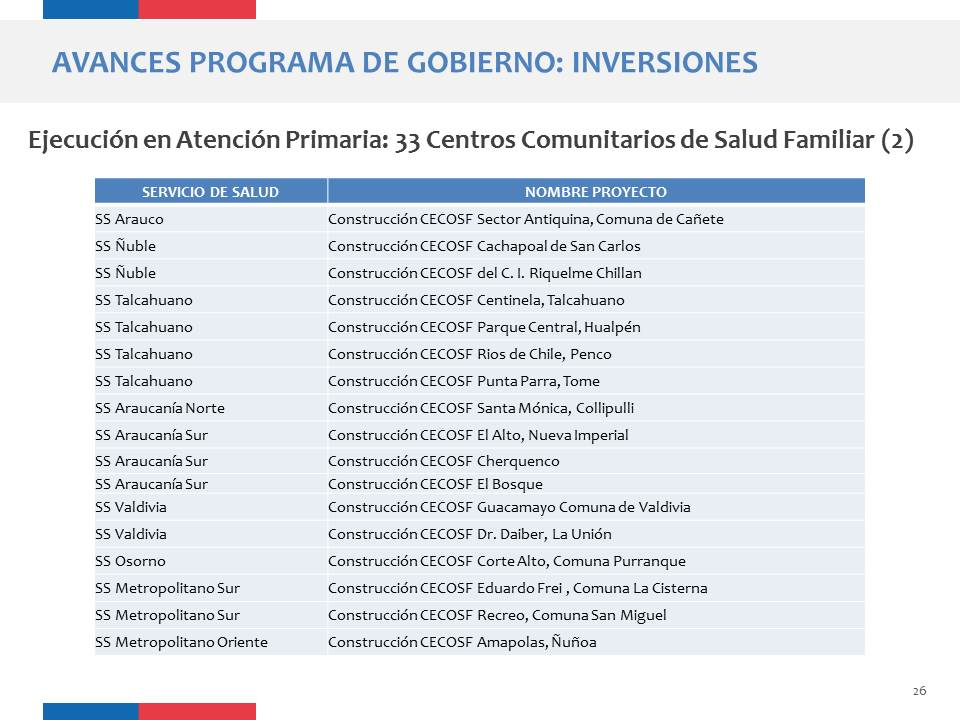 AVANCES PROGRAMA DE GOBIERNO: INVERSIONES
Ejecución en Atención Primaria: 33 Centros Comunitarios de Salud Familiar (2)
SERVICIO DE SALUD NOMBRE PROYECTO
SS Arauco Construcción CECOSF Sector Antiquina, Comuna de Cañete
SS Ñuble Construcción CECOSF Cachapoal de San Carlos
SS Ñuble Construcción CECOSF del C. I. Riquelme Chillan
SS Talcahuano Construcción CECOSF Centinela, Talcahuano
SS Talcahuano Construcción CECOSF Parque Central, Hualpén
SS Talcahuano Construcción CECOSF Rios de Chile, Penco
SS Talcahuano Construcción CECOSF Punta Parra, Tome
SS Araucanía Norte Construcción CECOSF Santa Mónica, Collipulli
SS Araucanía Sur Construcción CECOSF El Alto, Nueva Imperial
SS Araucanía Sur Construcción CECOSF Cherquenco
SS Araucanía Sur Construcción CECOSF El Bosque
SS Valdivia Construcción CECOSF Guacamayo Comuna de Valdivia
SS Valdivia Construcción CECOSF Dr. Daiber, La Unión
SS Osorno Construcción CECOSF Corte Alto, Comuna Purranque
SS Metropolitano Sur Construcción CECOSF Eduardo Frei , Comuna La Cisterna
SS Metropolitano Sur Construcción CECOSF Recreo, Comuna San Miguel
SS Metropolitano Oriente Construcción CECOSF Amapolas, Ñuñoa
26